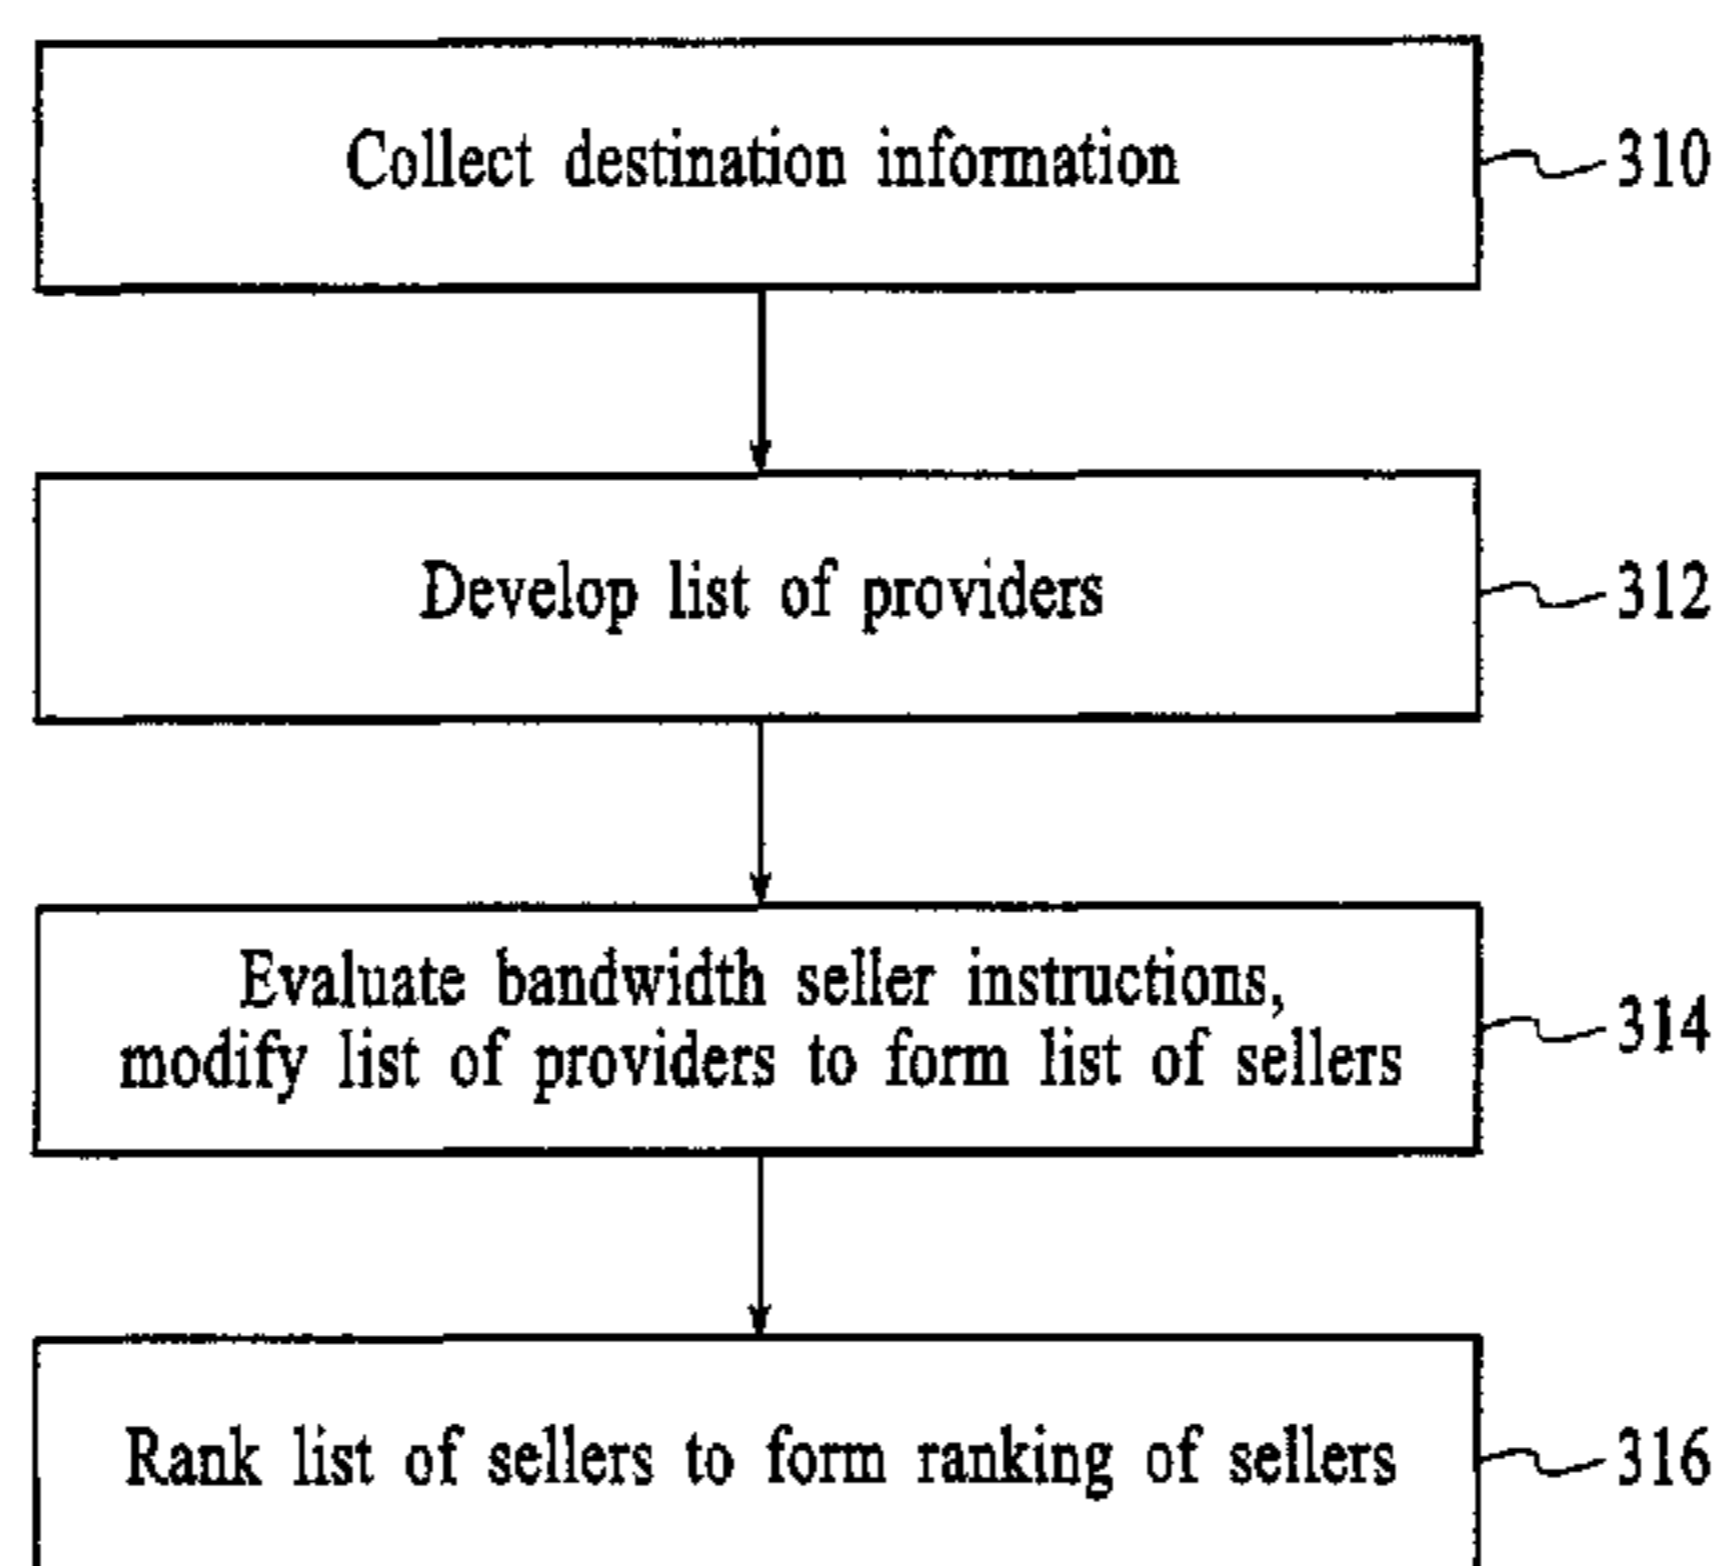 Collect destination information
310
Develop list of providers
312
Evaluate bandwidth seller instructions,
modify list of providers to form list of sellers
314
Rank list of sellers to form ranking of sellers
316